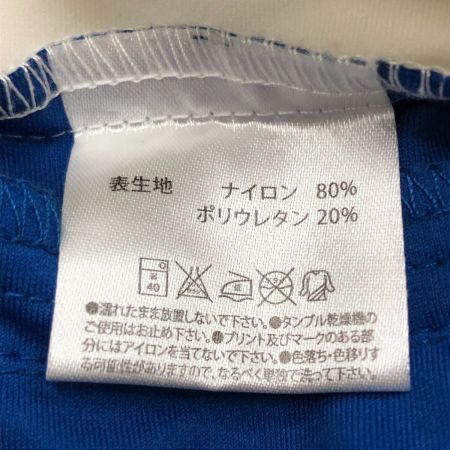 表生地 ナイロン 80%
ポリウレタン 20%
弱
40
●濡れたまま放置しないで下さい。●タンブル乾燥機の
ご使用はお止め下さい。●プリント及びマークのある部
分にはアイロンを当てないで下さい。●色落ち・色移りす
る可能性がありますので、なるべく単独で洗って下さい。